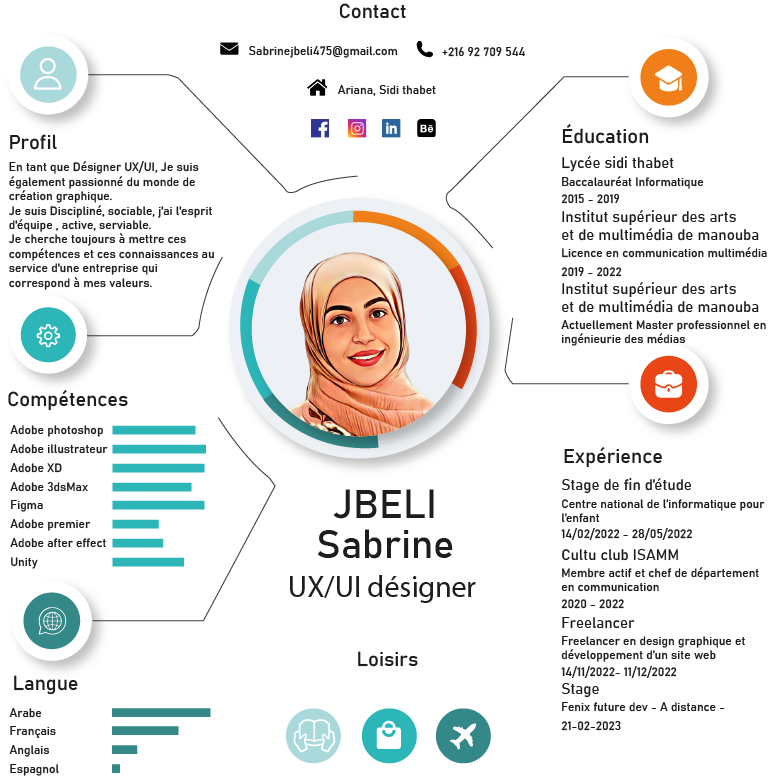 Contact
Sabrinejbeli475@gmail.com
+216 92 709 544
Ariana, Sidi thabet
Bē
Profil
En tant que Désigner UX/UI, Je suis
également passionné du monde de
création graphique.
Je suis Discipliné, sociable, j'ai l'esprit
d'équipe , active, serviable.
Je cherche toujours à mettre ces
compétences et ces connaissances au
service d'une entreprise qui
correspond à mes valeurs.
Compétences
Adobe photoshop
Adobe illustrateur
Adobe XD
Adobe 3dsMax
Figma
Adobe premier
Adobe after effect
Unity
Langue
Arabe
Français
Anglais
Espagnol
JBELI
Sabrine
UX/UI désigner
Loisirs
Éducation
Lycée sidi thabet
Baccalauréat Informatique
2015 - 2019
Institut supérieur des arts
et de multimédia de manouba
Licence en communication multimédia
2019 - 2022
Institut supérieur des arts
et de multimédia de manouba
Actuellement Master professionnel en
ingénieurie des médias
Expérience
Stage de fin d'étude
Centre national de l'informatique pour
l'enfant
14/02/2022 - 28/05/2022
Cultu club ISAMM
Membre actif et chef de département
en communication
2020 - 2022
Freelancer
Freelancer en design graphique et
développement d'un site web
14/11/2022- 11/12/2022
Stage
Fenix future dev - A distance -
21-02-2023